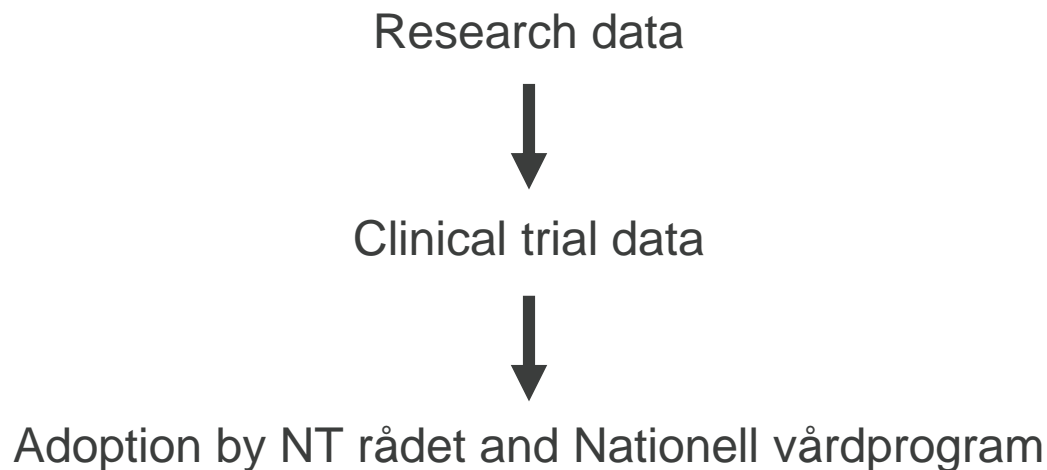 Research data
Clinical trial data
Adoption by NT rådet and Nationell vårdprogram